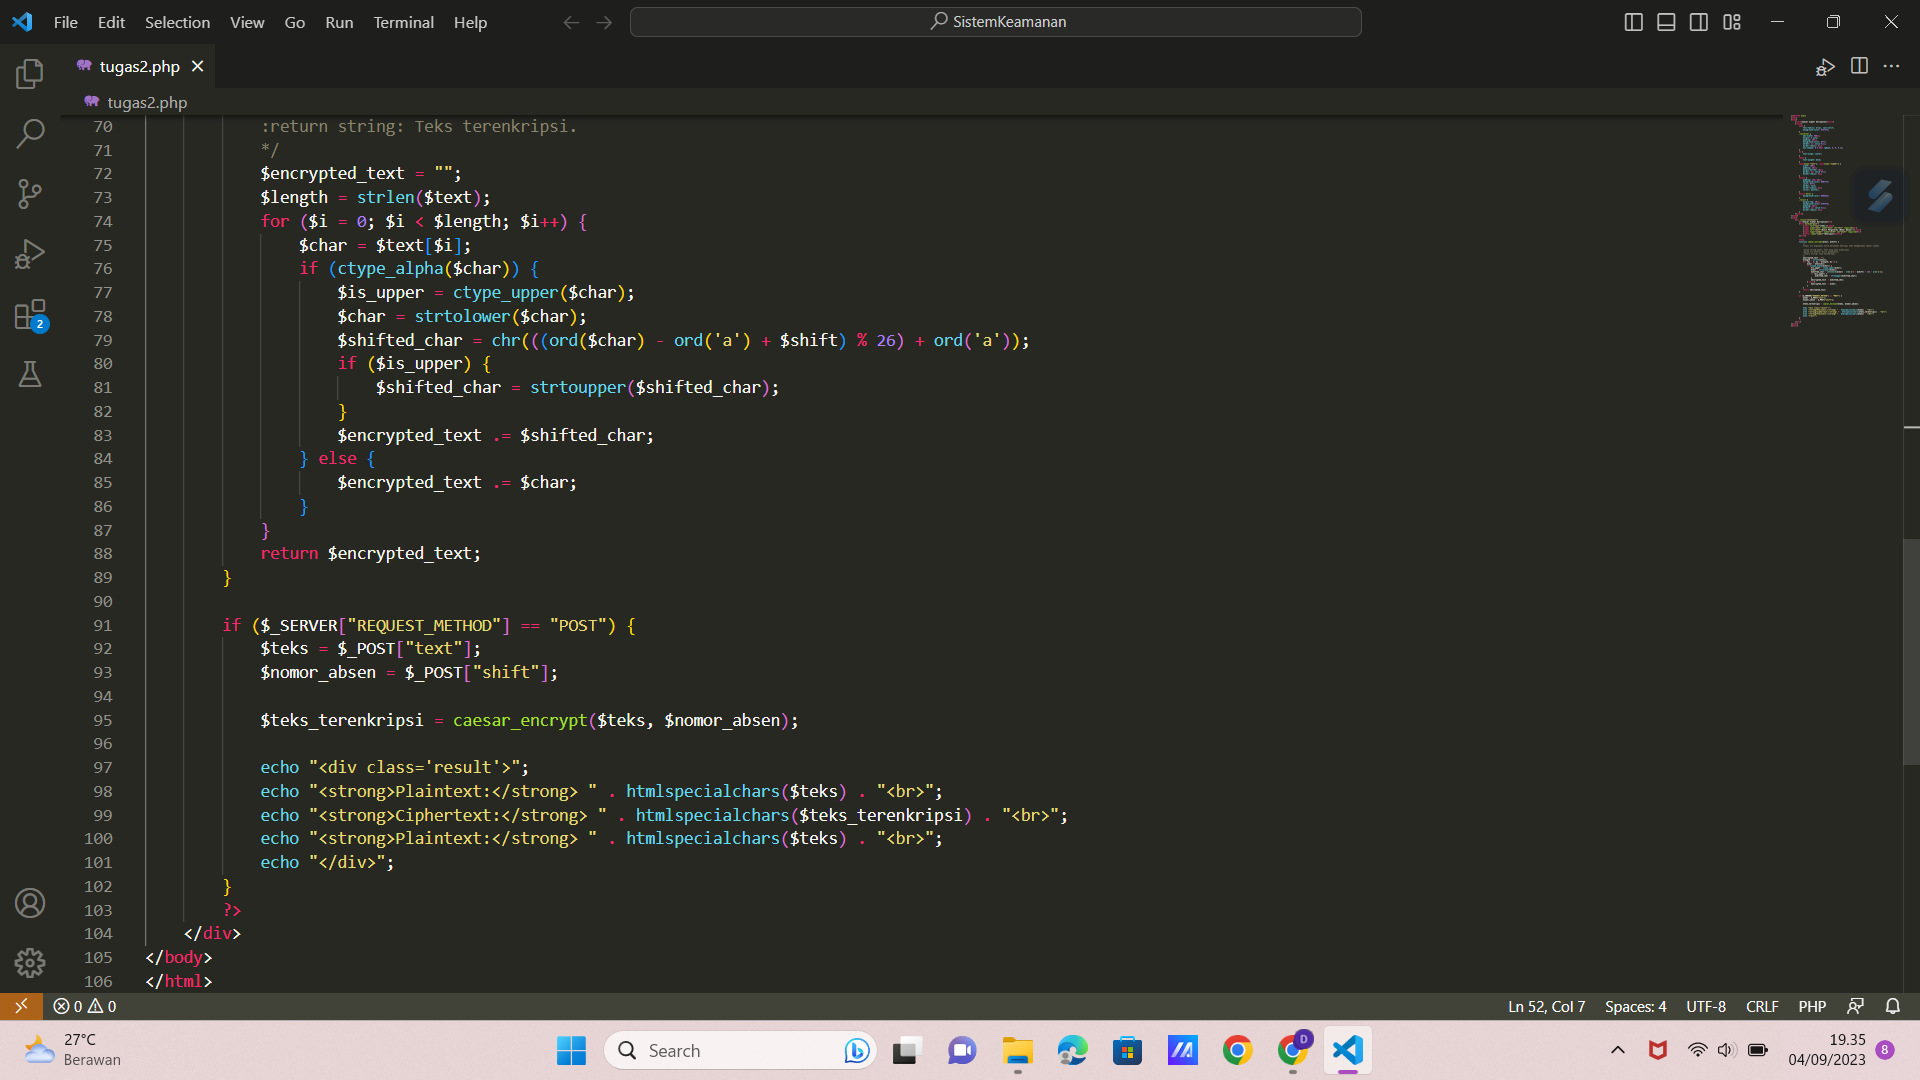 File Edit Selection View Go Run Terminal Help
SistemKeamanan
tugas2.php
tugas2.php
70 :return string: Teks terenkripsi.
71 */
72 $encrypted_text = "";
73 $length = strlen($text);
74 for ($i = 0; $i < $length; $i++) {
75 $char = $text[$i];
76 if (ctype_alpha($char)) {
77 $is_upper = ctype_upper($char);
78 $char = strtolower($char);
79 $shifted_char = chr(((ord($char) - ord('a') + $shift) % 26) + ord('a'));
80 if ($is_upper) {
81 $shifted_char = strtoupper($shifted_char);
82 }
83 $encrypted_text .= $shifted_char;
84 } else {
85 $encrypted_text .= $char;
86 }
87 }
88 return $encrypted_text;
89 }
90
91 if ($_SERVER["REQUEST_METHOD"] == "POST") {
92 $teks = $_POST["text"];
93 $nomor_absen = $_POST["shift"];
94
95 $teks_terenkripsi = caesar_encrypt($teks, $nomor_absen);
96
97 echo "<div class='result'>";
98 echo "<strong>Plaintext:</strong> " . htmlspecialchars($teks) . "<br>";
99 echo "<strong>Ciphertext:</strong> " . htmlspecialchars($teks_terenkripsi) . "<br>";
100 echo "<strong>Plaintext:</strong> " . htmlspecialchars($teks) . "<br>";
101 echo "</div>";
102 }
103 ?>
104 </div>
105 </body>
106 </html>
2
0 0
Ln 52, Col 7 Spaces: 4 UTF-8 CRLF PHP
27°C
Berawan
Search
D
19.35
04/09/2023
8